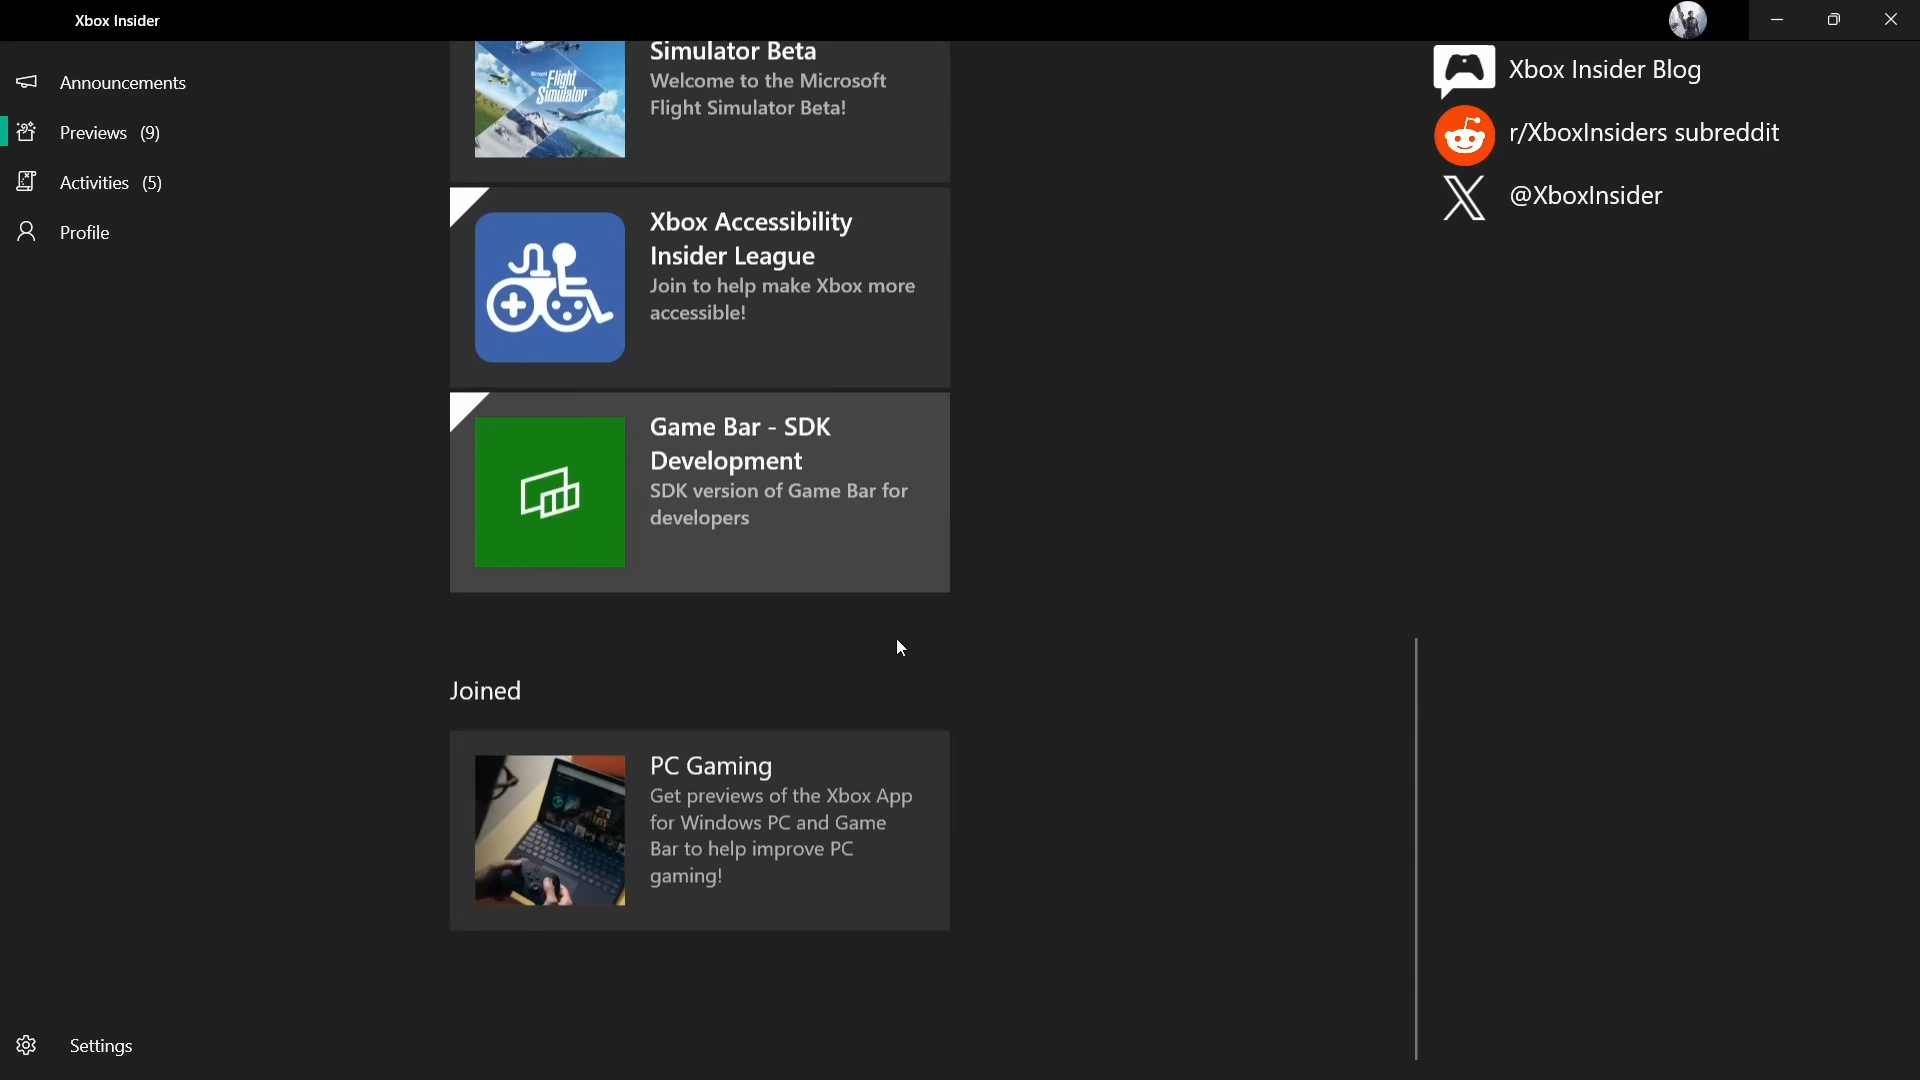 Xbox Insider
Announcements
Previews (9)
Activities (5)
Profile
Settings
Microsoft
Flight
Simulator
Simulator Beta
Welcome to the Microsoft
Flight Simulator Beta!
Xbox Accessibility
Insider League
Join to help make Xbox more
accessible!
Game Bar - SDK
Development
SDK version of Game Bar for
developers
Joined
PC Gaming
Get previews of the Xbox App
for Windows PC and Game
Bar to help improve PC
gaming!
Xbox Insider Blog
r/XboxInsiders subreddit
@XboxInsider